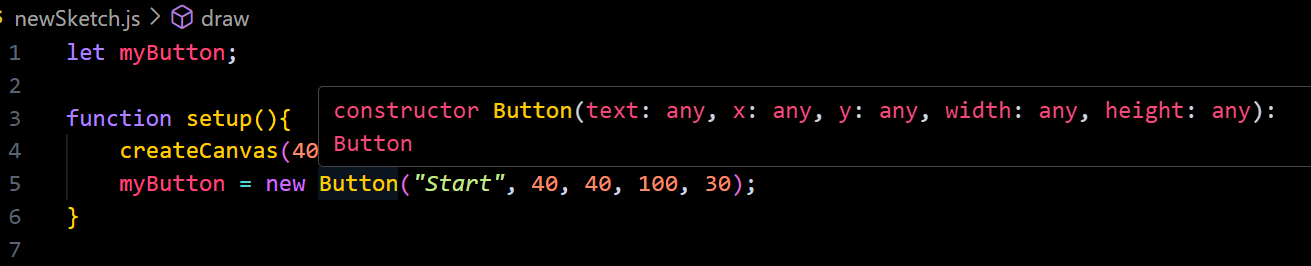 newSketch.js > draw
1 let myButton;
2
constructor Button(text: any, x: any, y: any, width: any, height: any):
3 function setup(){
Button
4 createCanvas(40
5 myButton = new Button("Start", 40, 40, 100, 30);
6 }
7